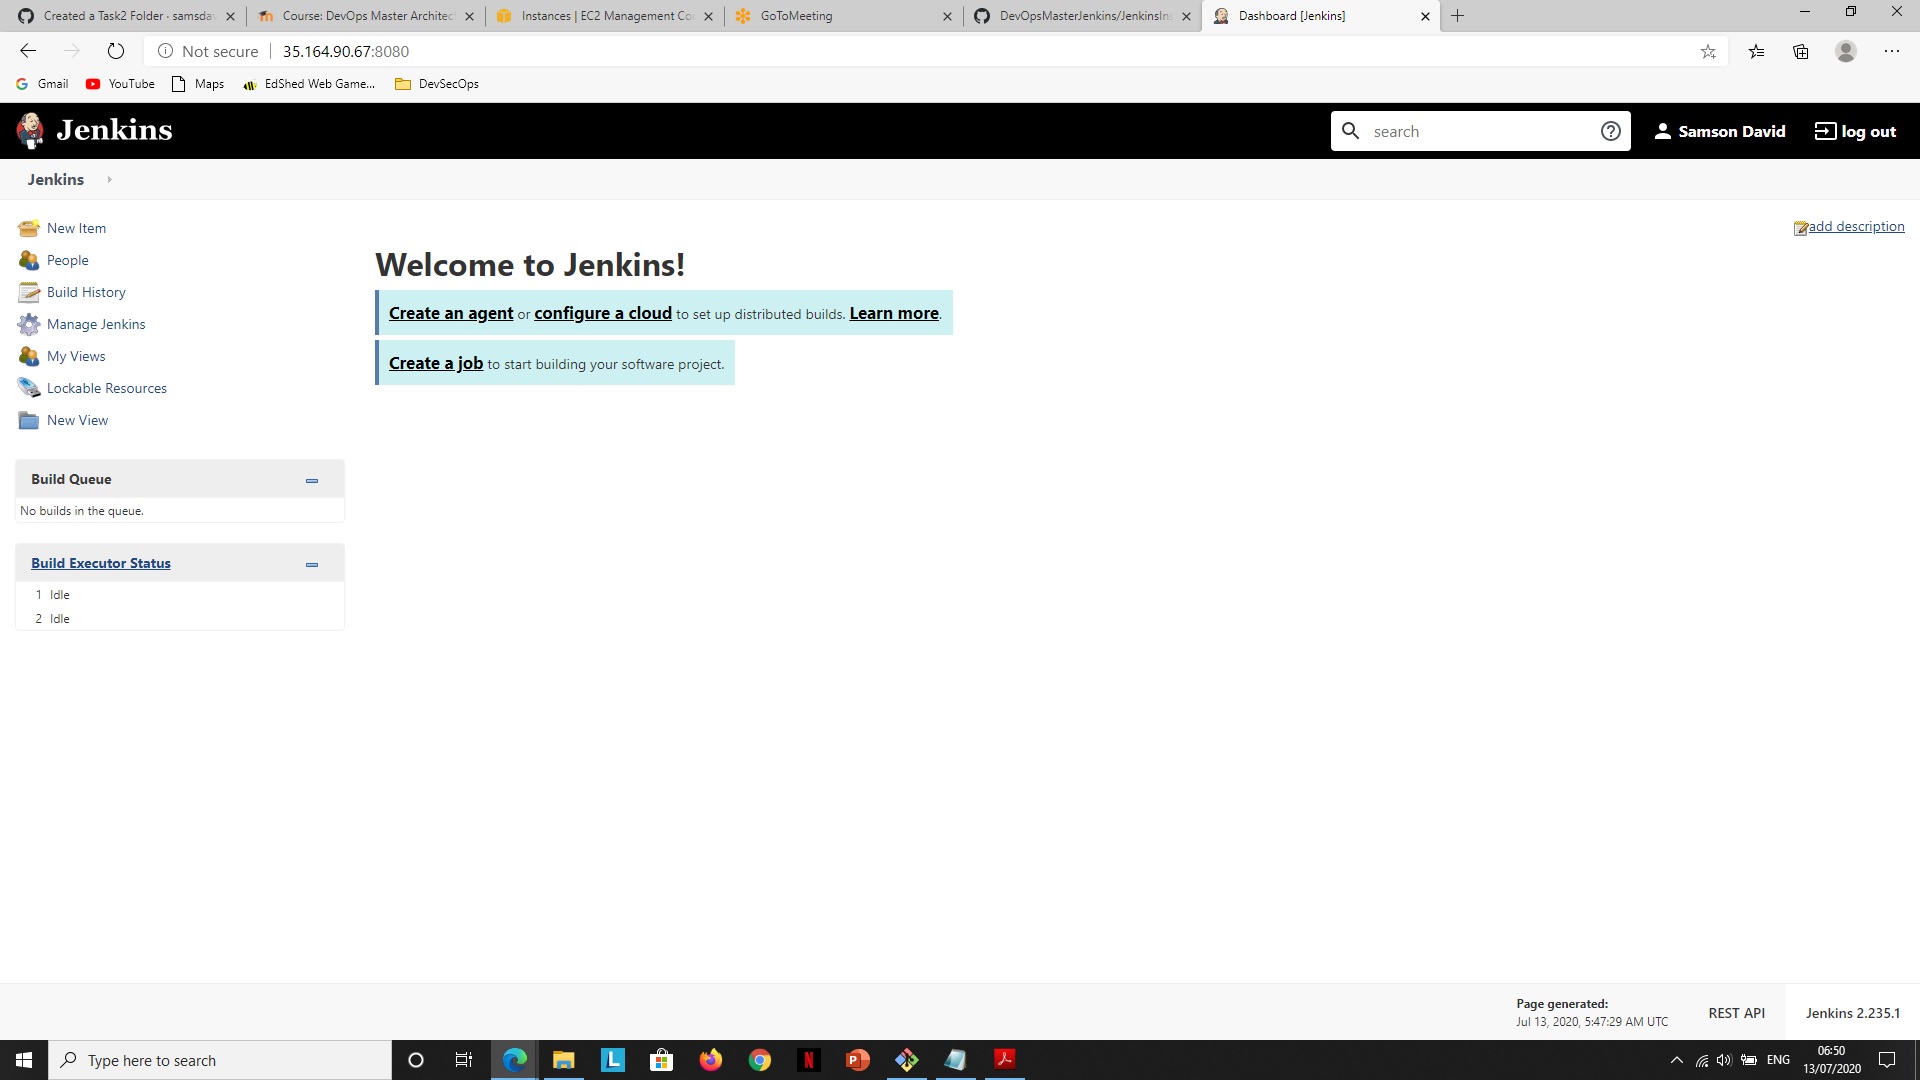 Created a Task2 Folder · samsdav
Course: DevOps Master Architect
Instances | EC2 Management Co
GoToMeeting
DevOpsMasterJenkins/JenkinsIns
Dashboard [Jenkins]
Not secure
35.164.90.67:8080
Gmail
YouTube
Maps
EdShed Web Game...
DevSecOps
Jenkins
search
Samson David
log out
Jenkins
New Item
People
Build History
Manage Jenkins
My Views
Lockable Resources
New View
add description
Welcome to Jenkins!
Create an agent or configure a cloud to set up distributed builds. Learn more.
Create a job to start building your software project.
Build Queue
No builds in the queue.
Build Executor Status
1 Idle
2 Idle
Page generated:
Jul 13, 2020, 5:47:29 AM UTC
REST API
Jenkins 2.235.1
Type here to search
ENG
06:50
13/07/2020